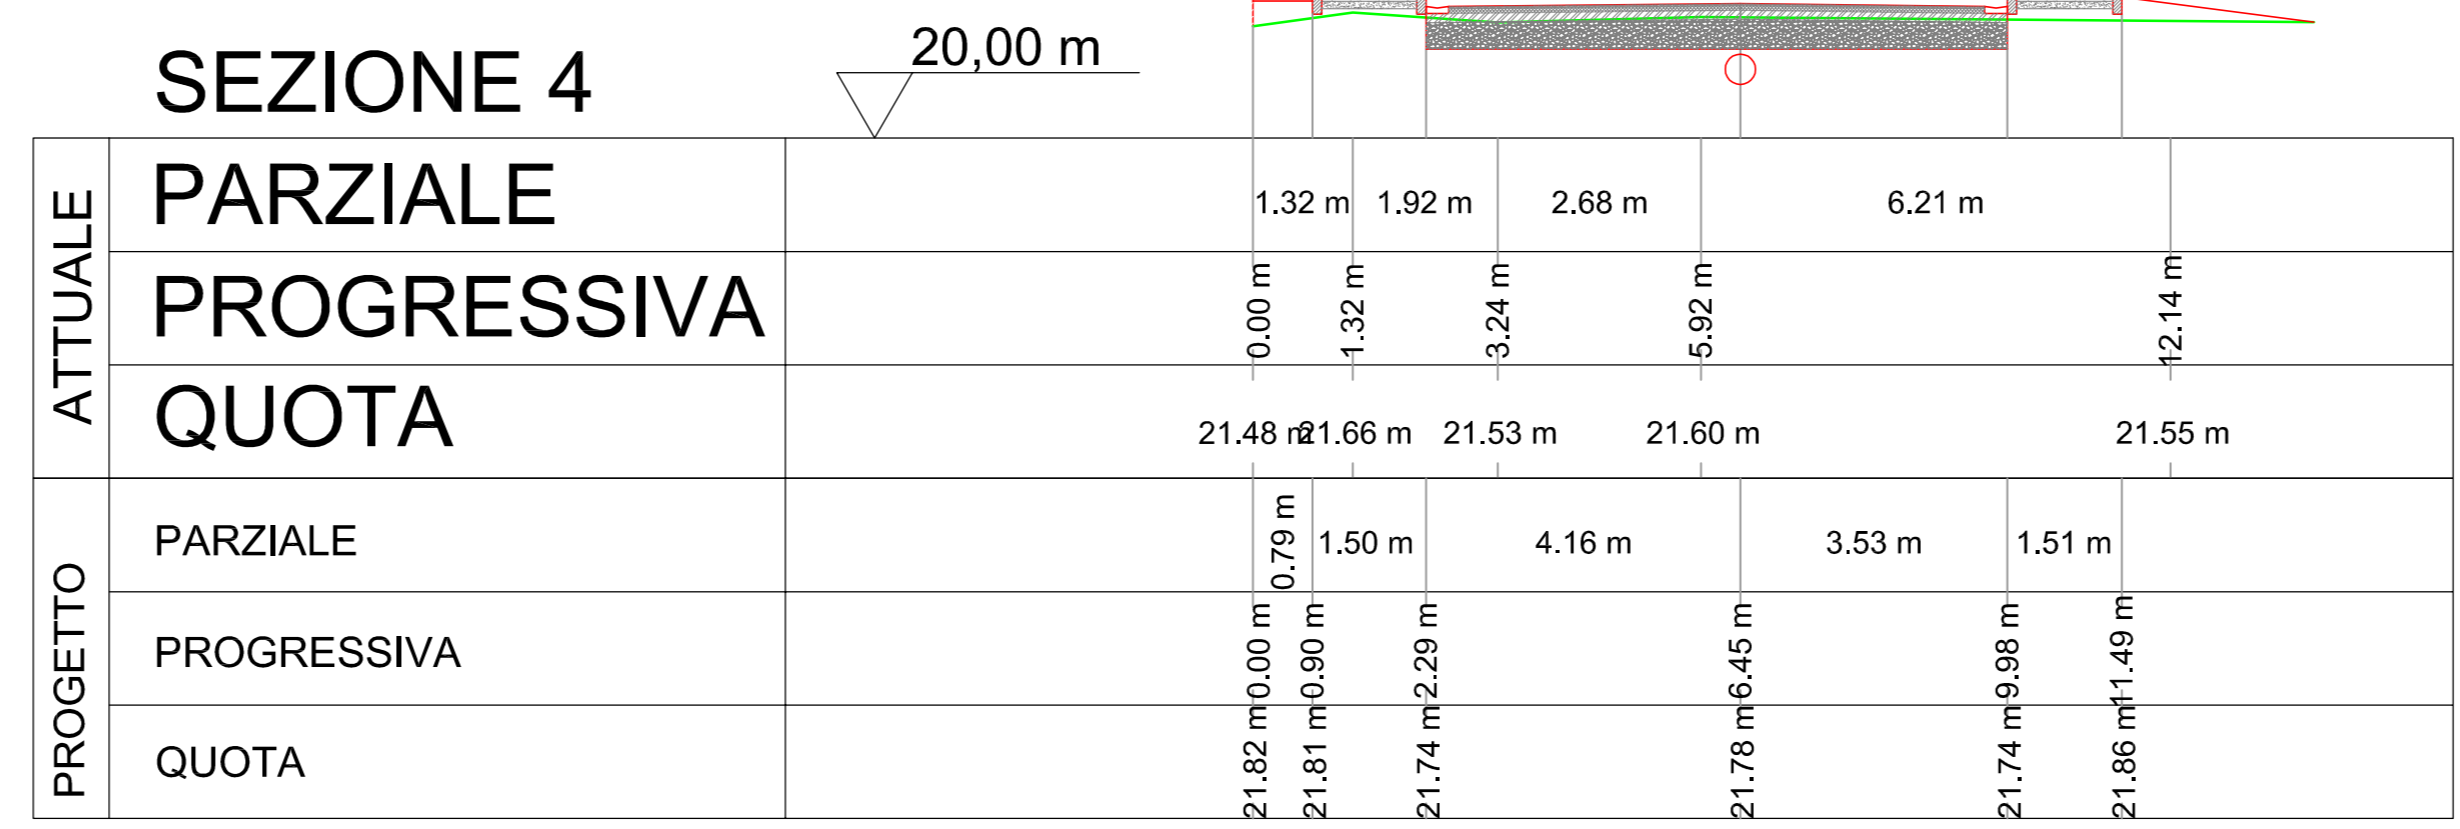 SEZIONE 4
20,00 m
ATTUALE
PARZIALE
1.32 m 1.92 m 2.68 m 6.21 m
PROGRESSIVA
0.00 m 1.32 m 3.24 m 5.92 m 12.14 m
QUOTA
21.48 m 21.66 m 21.53 m 21.60 m 21.55 m
PROGETTO
PARZIALE
0.79 m 1.50 m 4.16 m 3.53 m 1.51 m
PROGRESSIVA
0.00 m 0.90 m 2.29 m 6.45 m 9.98 m 11.49 m
QUOTA
21.82 m 21.81 m 21.74 m 21.78 m 21.74 m 21.86 m